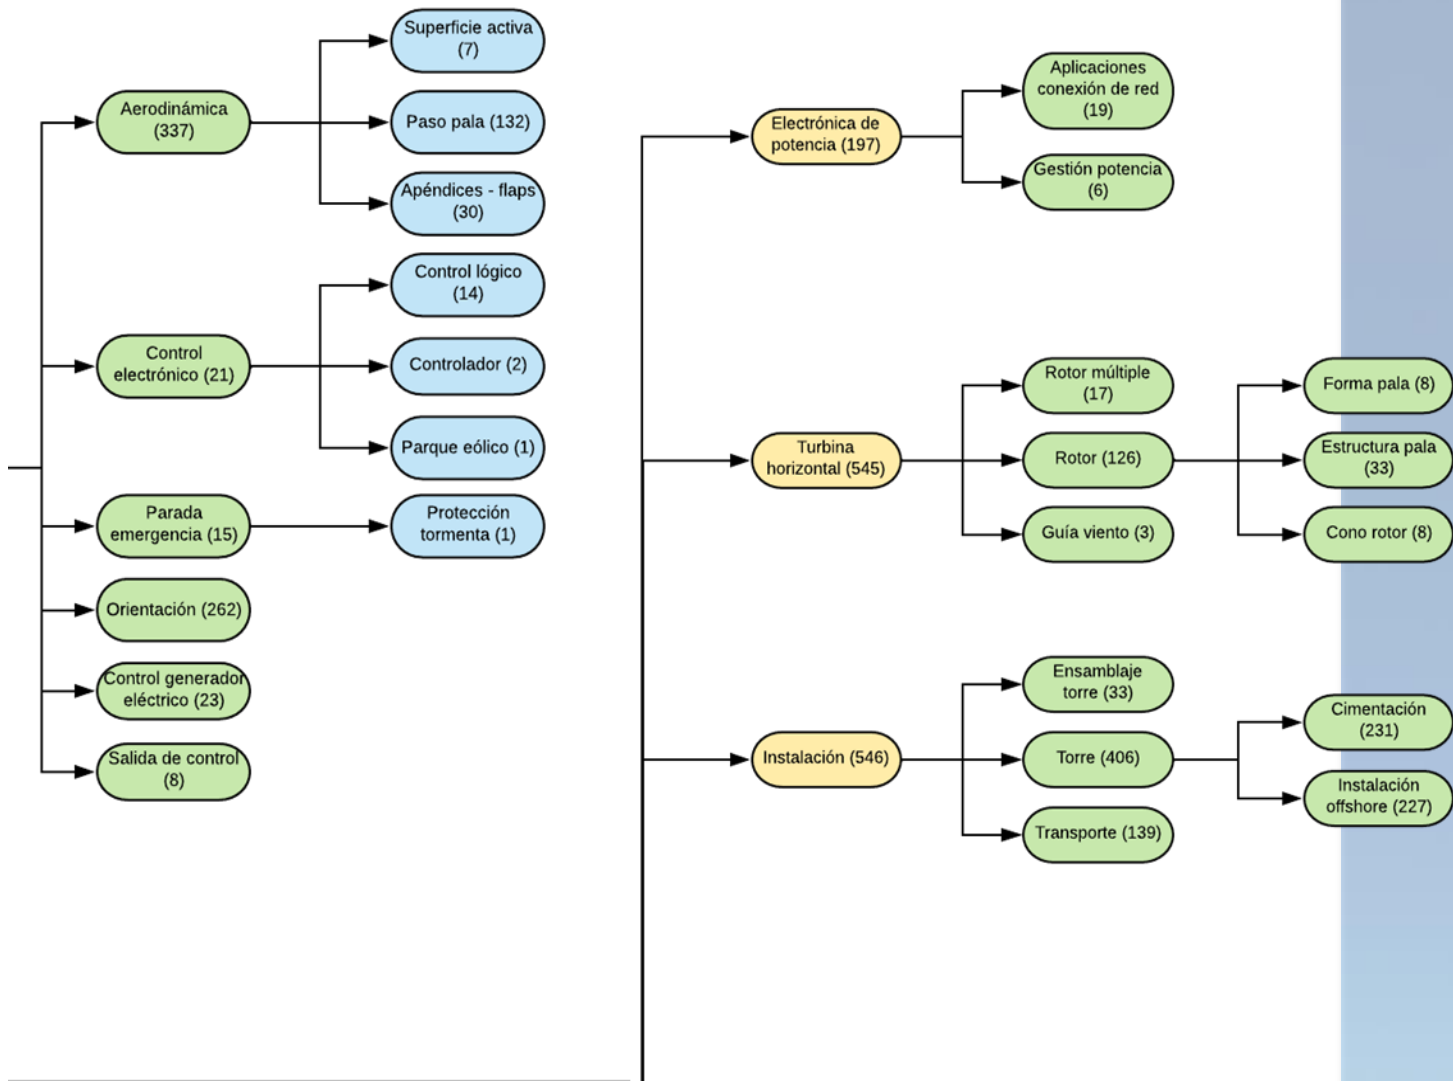 Superficie activa
(7)
Aerodinámica
(337)
Paso pala (132)
Apéndices - flaps
(30)
Control lógico
(14)
Control
electrónico (21)
Controlador (2)
Parque eólico (1)
Parada
emergencia (15)
Protección
tormenta (1)
Orientación (262)
Control generador
eléctrico (23)
Salida de control
(8)
Electrónica de
potencia (197)
Aplicaciones
conexión de red
(19)
Gestión potencia
(6)
Turbina
horizontal (545)
Rotor múltiple
(17)
Rotor (126)
Guía viento (3)
Forma pala (8)
Estructura pala
(33)
Cono rotor (8)
Instalación (546)
Ensamblaje
torre (33)
Torre (406)
Transporte (139)
Cimentación
(231)
Instalación
offshore (227)